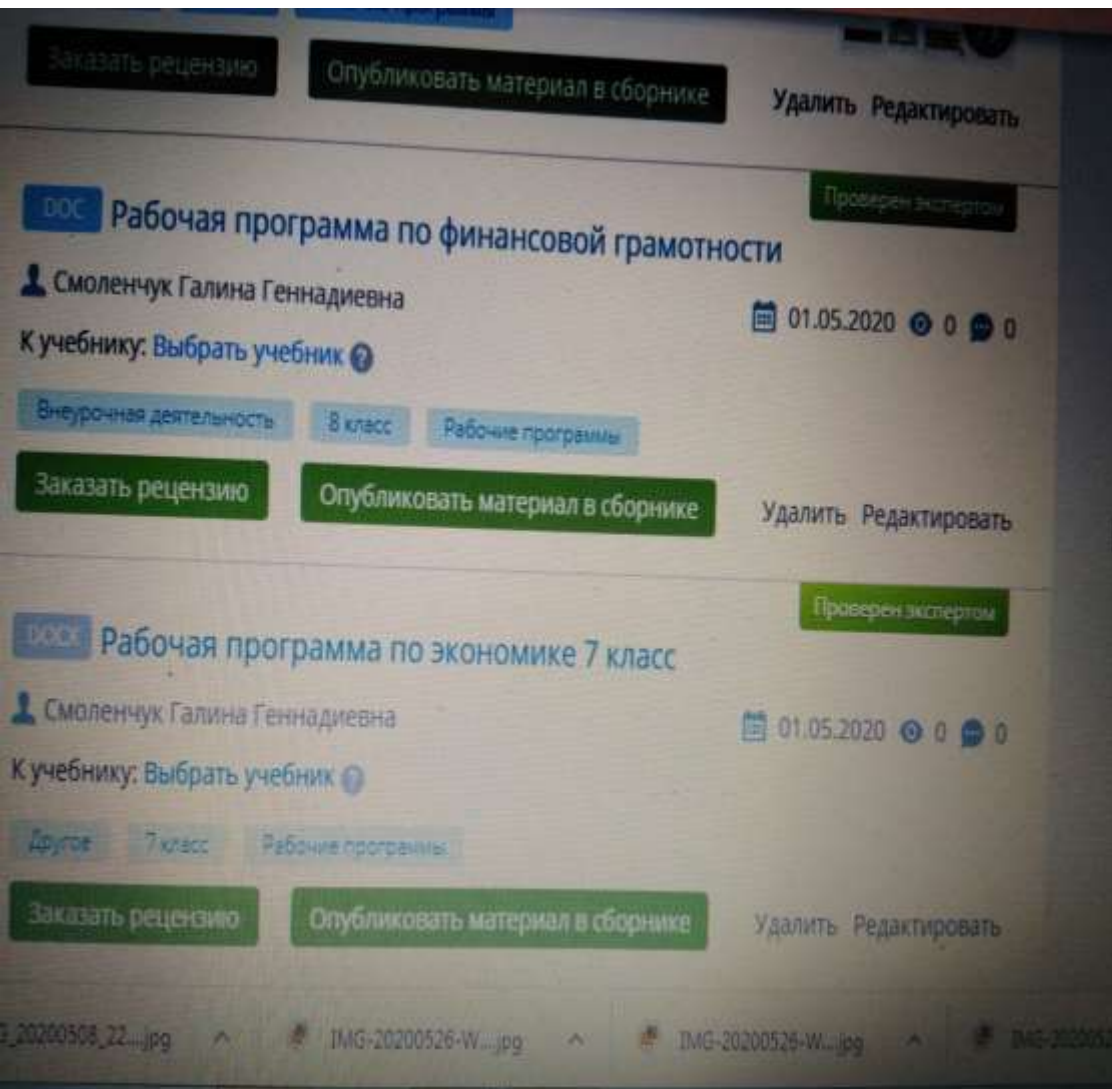 Заказать рецензию Опубликовать материал в сборнике Удалить Редактировать
Проверен экспертом
DOC Рабочая программа по финансовой грамотности
Смоленчук Галина Геннадиевна
01.05.2020 0 0
К учебнику: Выбрать учебник ?
Внеурочная деятельность 8 класс Рабочие программы
Заказать рецензию Опубликовать материал в сборнике Удалить Редактировать
Проверен экспертом
DOCX Рабочая программа по экономике 7 класс
Смоленчук Галина Геннадиевна
01.05.2020 0 0
К учебнику: Выбрать учебник ?
Другое 7 класс Рабочие программы
Заказать рецензию Опубликовать материал в сборнике Удалить Редактировать
G_20200508_22....jpg IMG-20200526-W....jpg IMG-20200526-W....jpg